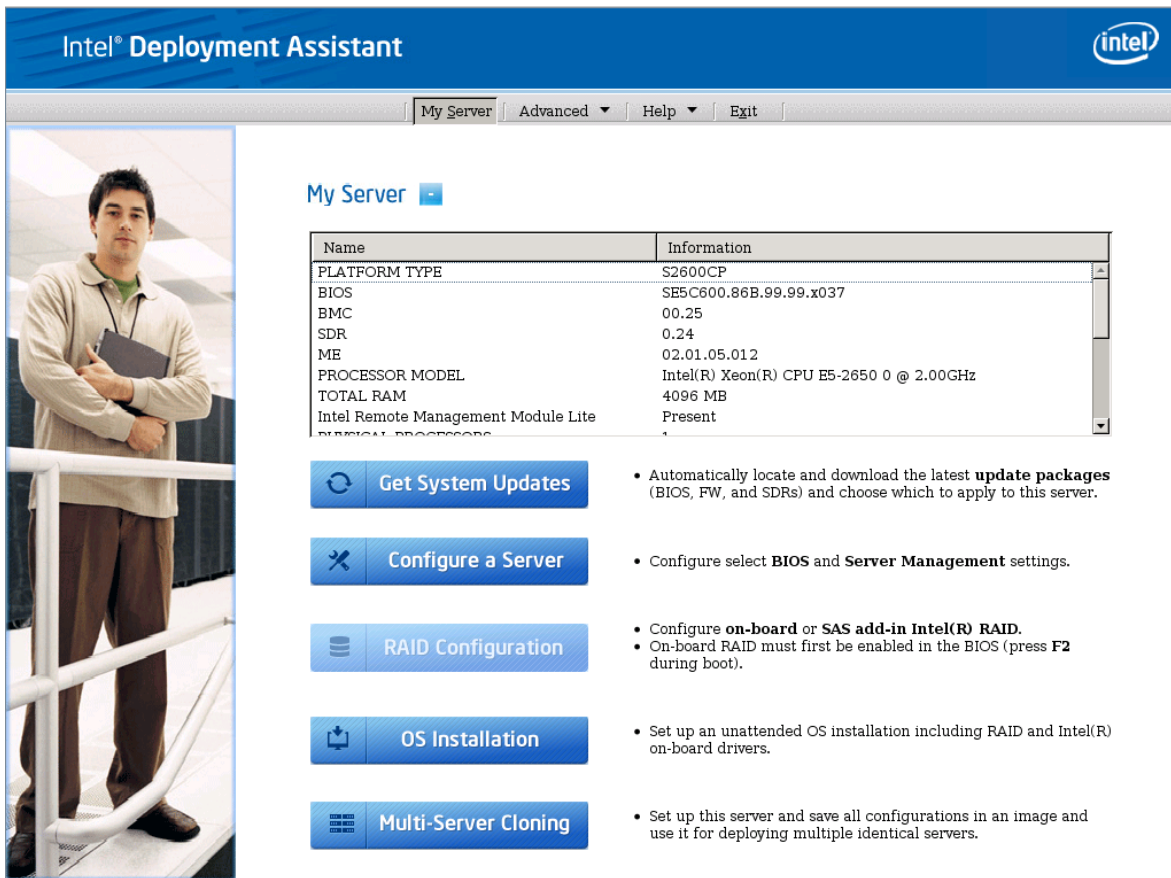 Intel® Deployment Assistant
intel
My Server
Advanced
Help
Exit
My Server
Name Information
PLATFORM TYPE S2600CP
BIOS SE5C600.86B.99.99.x037
BMC 00.25
SDR 0.24
ME 02.01.05.012
PROCESSOR MODEL Intel(R) Xeon(R) CPU E5-2650 0 @ 2.00GHz
TOTAL RAM 4096 MB
Intel Remote Management Module Lite Present
PHYSICAL PROCESSORS 1
Get System Updates
• Automatically locate and download the latest update packages
(BIOS, FW, and SDRs) and choose which to apply to this server.
Configure a Server
• Configure select BIOS and Server Management settings.
RAID Configuration
• Configure on-board or SAS add-in Intel(R) RAID.
• On-board RAID must first be enabled in the BIOS (press F2
during boot).
OS Installation
• Set up an unattended OS installation including RAID and Intel(R)
on-board drivers.
Multi-Server Cloning
• Set up this server and save all configurations in an image and
use it for deploying multiple identical servers.